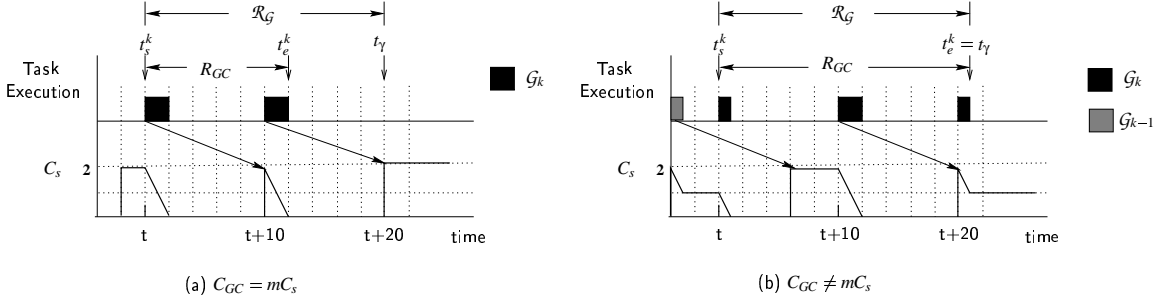 𝓡_𝒢
t_s^k
t_e^k
t_γ
R_GC
Task
Execution
𝒢_k
C_s
2
t
t+10
t+20
time
(a) C_GC = mC_s
𝓡_𝒢
t_s^k
t_e^k = t_γ
R_GC
Task
Execution
𝒢_k
𝒢_k−1
C_s
2
t
t+10
t+20
time
(b) C_GC ≠ mC_s